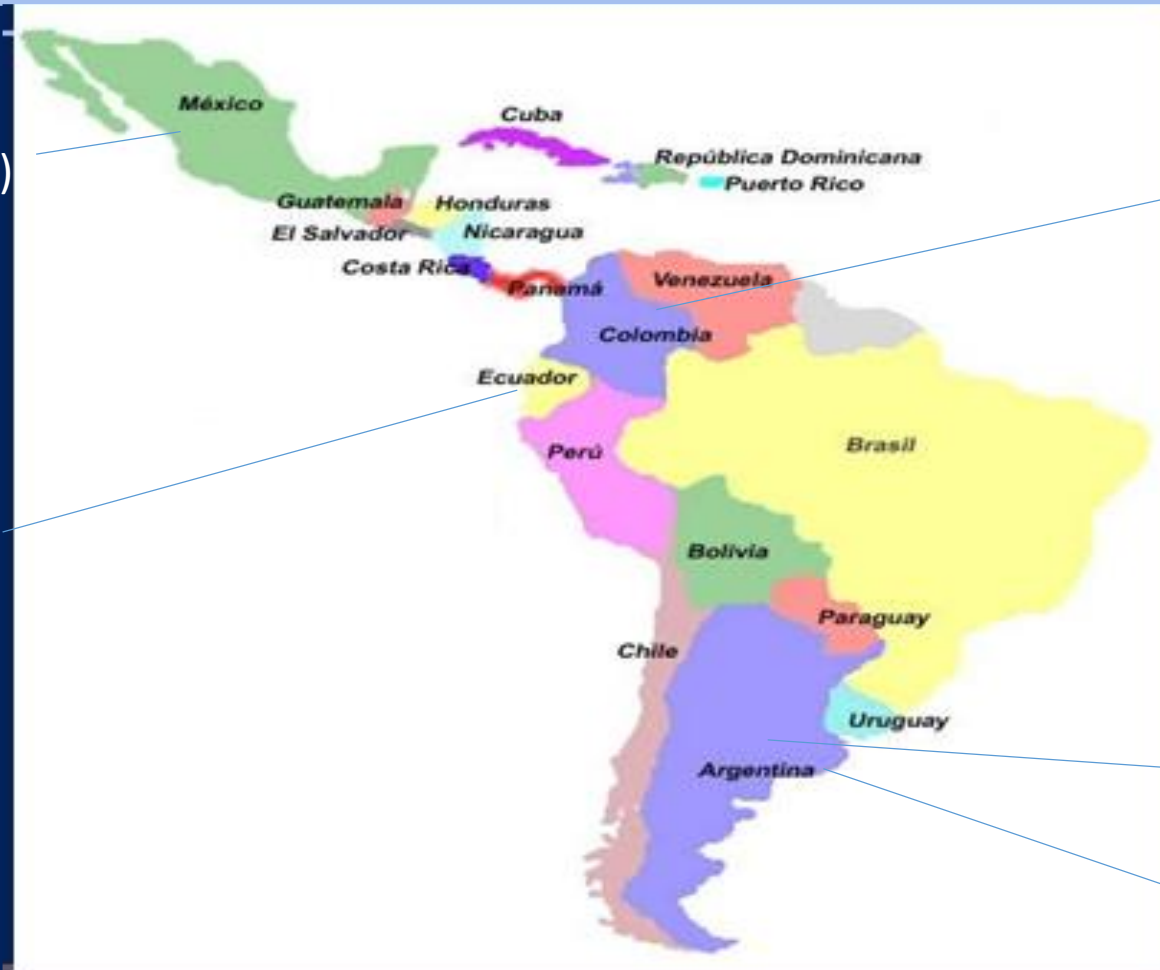 México
Cuba
)
República Dominicana
Puerto Rico
Guatemala
Honduras
El Salvador
Nicaragua
Costa Rica
Panamá
Venezuela
Colombia
Ecuador
Brasil
Perú
Bolivia
Paraguay
Chile
Uruguay
Argentina